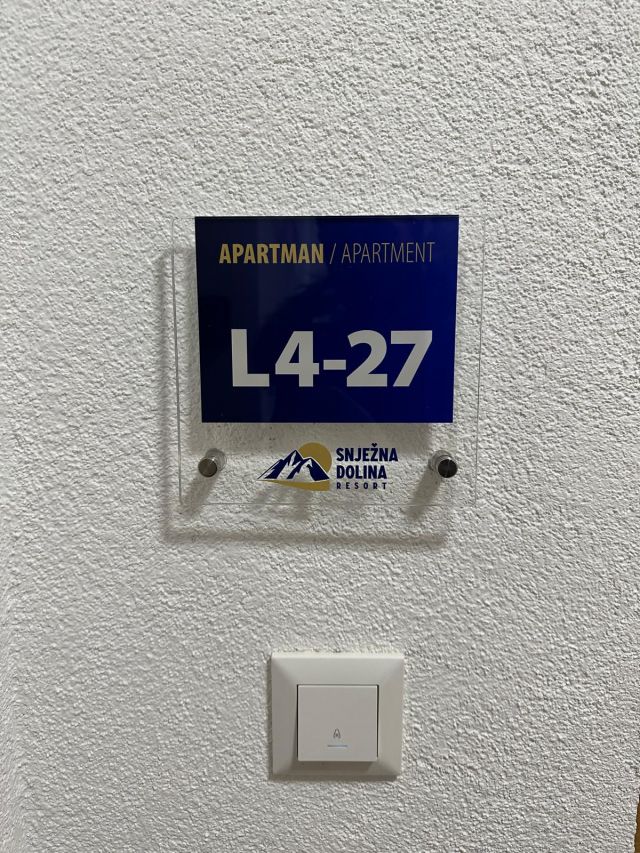 APARTMAN / APARTMENT
L4-27
SNJEŽNA
DOLINA
RESORT